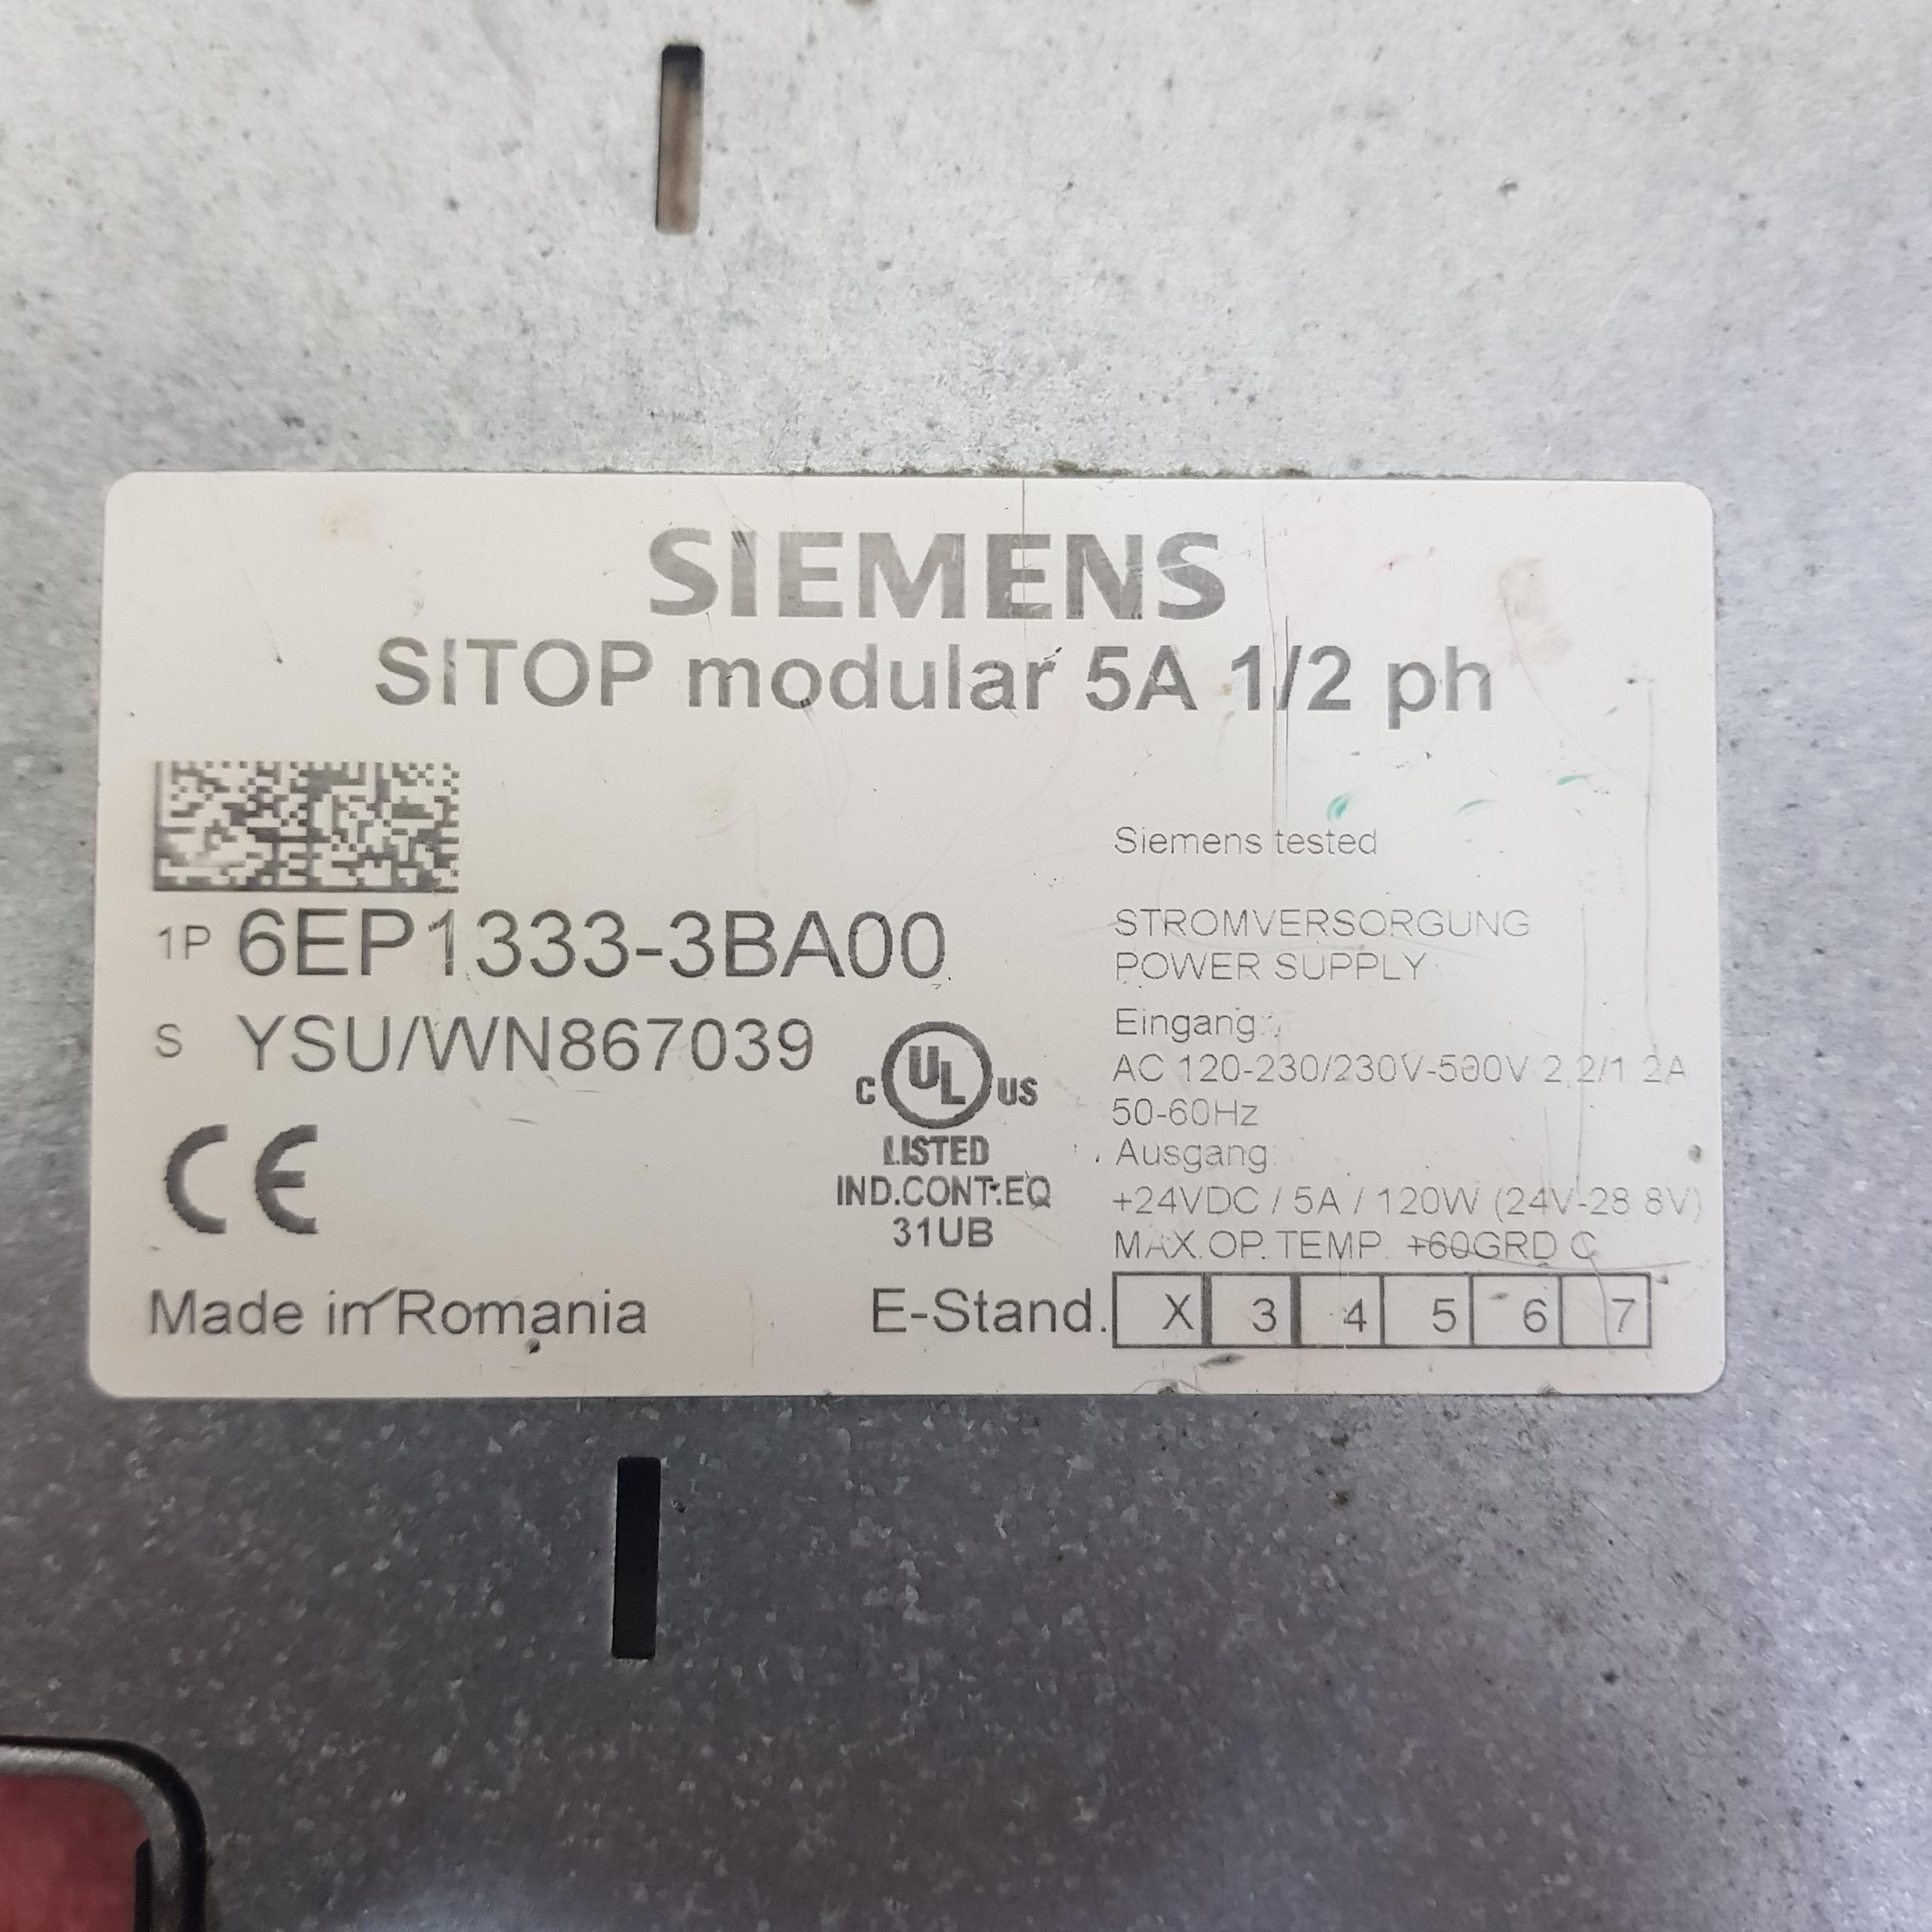 SIEMENS
SITOP modular 5A 1/2 ph
Siemens tested
1P 6EP1333-3BA00
S YSU/WN867039
STROMVERSORGUNG
POWER SUPPLY
Eingang:
AC 120-230/230V-500V 2.2/1.2A
50-60Hz
Ausgang:
+24VDC / 5A / 120W (24V-28.8V)
MAX.OP.TEMP. +60GRD C
C UL US
LISTED
IND.CONT.EQ
31UB
CE
Made in Romania
E-Stand. X 3 4 5 6 7